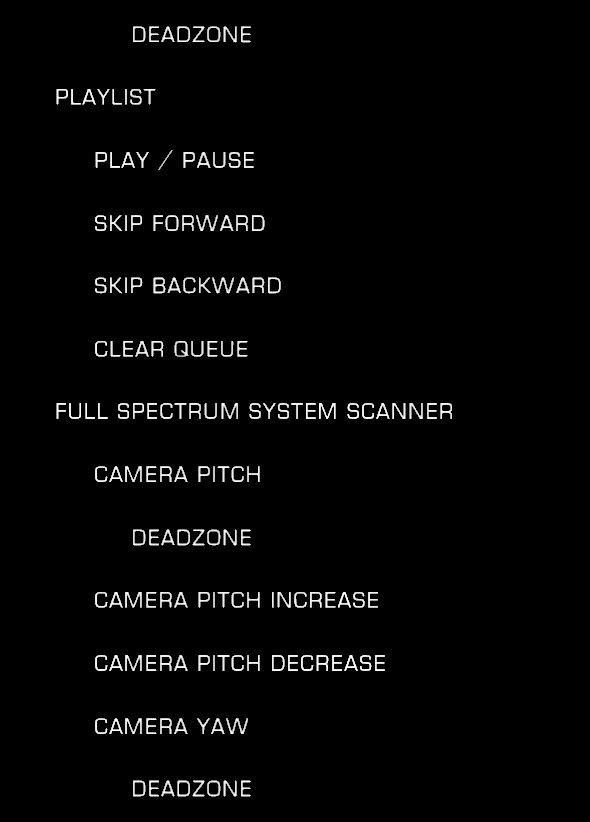 DEADZONE
PLAYLIST
PLAY / PAUSE
SKIP FORWARD
SKIP BACKWARD
CLEAR QUEUE
FULL SPECTRUM SYSTEM SCANNER
CAMERA PITCH
DEADZONE
CAMERA PITCH INCREASE
CAMERA PITCH DECREASE
CAMERA YAW
DEADZONE